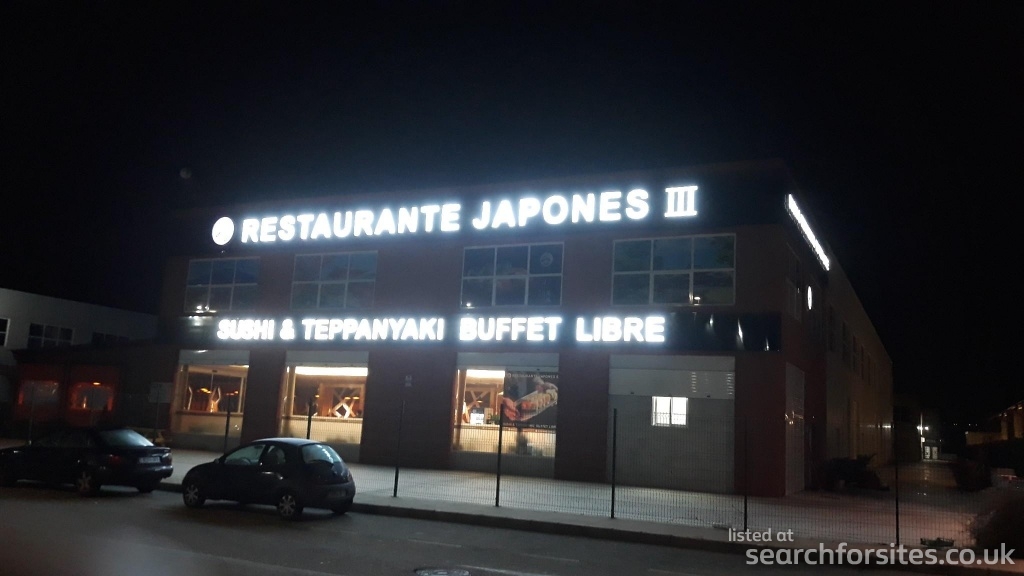 RESTAURANTE JAPONES III
SUSHI & TEPPANYAKI BUFFET LIBRE
listed at
searchforsites.co.uk